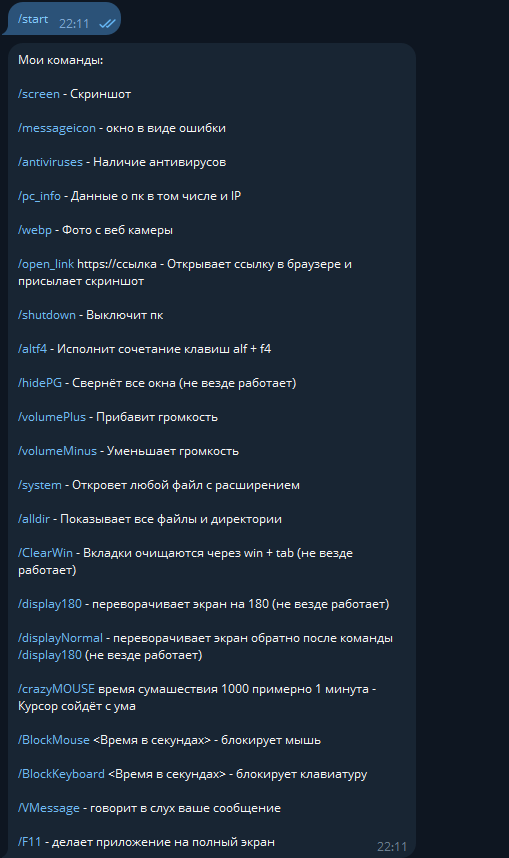 /start
22:11
Мои команды:
/screen - Скриншот
/messageicon - окно в виде ошибки
/antiviruses - Наличие антивирусов
/pc_info - Данные о пк в том числе и IP
/webp - Фото с веб камеры
/open_link https://ссылка - Открывает ссылку в браузере и
присылает скриншот
/shutdown - Выключит пк
/altf4 - Исполнит сочетание клавиш alf + f4
/hidePG - Свернёт все окна (не везде работает)
/volumePlus - Прибавит громкость
/volumeMinus - Уменьшает громкость
/system - Откровет любой файл с расширением
/alldir - Показывает все файлы и директории
/ClearWin - Вкладки очищаются через win + tab (не везде
работает)
/display180 - переворачивает экран на 180 (не везде работает)
/displayNormal - переворачивает экран обратно после команды
/display180 (не везде работает)
/crazyMOUSE время сумашествия 1000 примерно 1 минута -
Курсор сойдёт с ума
/BlockMouse <Время в секундах> - блокирует мышь
/BlockKeyboard <Время в секундах> - блокирует клавиатуру
/VMessage - говорит в слух ваше сообщение
/F11 - делает приложение на полный экран
22:11